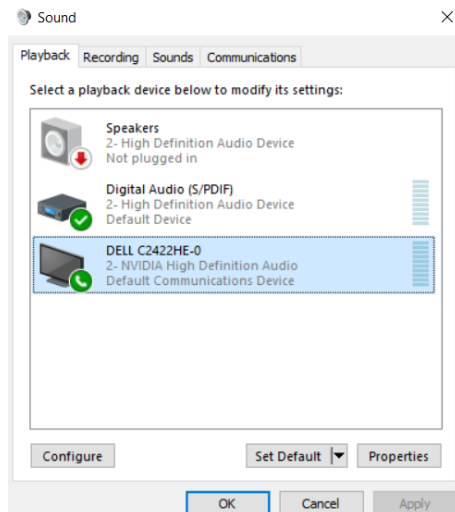 Sound
Playback Recording Sounds Communications
Select a playback device below to modify its settings:
Speakers
2- High Definition Audio Device
Not plugged in
Digital Audio (S/PDIF)
2- High Definition Audio Device
Default Device
DELL C2422HE-0
2- NVIDIA High Definition Audio
Default Communications Device
Configure Set Default Properties
OK Cancel Apply